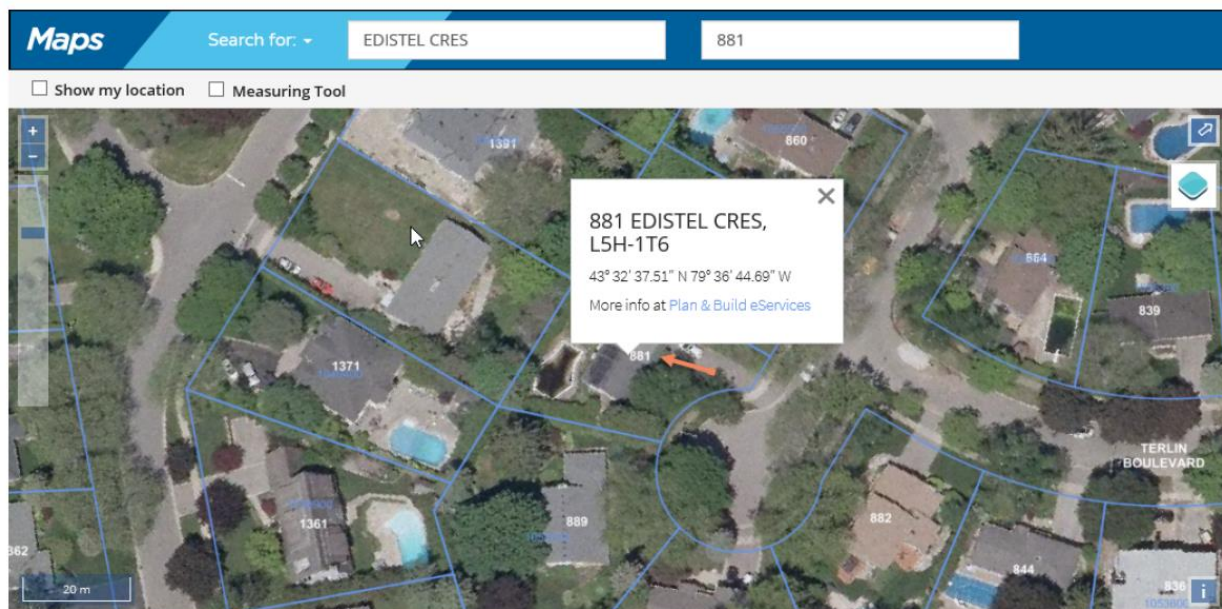 Maps
Search for:
EDISTEL CRES
881
Show my location
Measuring Tool
+
-
1391
860
881 EDISTEL CRES,
L5H-1T6
43° 32' 37.51" N 79° 36' 44.69" W
More info at Plan & Build eServices
864
839
881
1371
TERLIN
BOULEVARD
1361
889
882
362
844
20 m
836
1053600
i